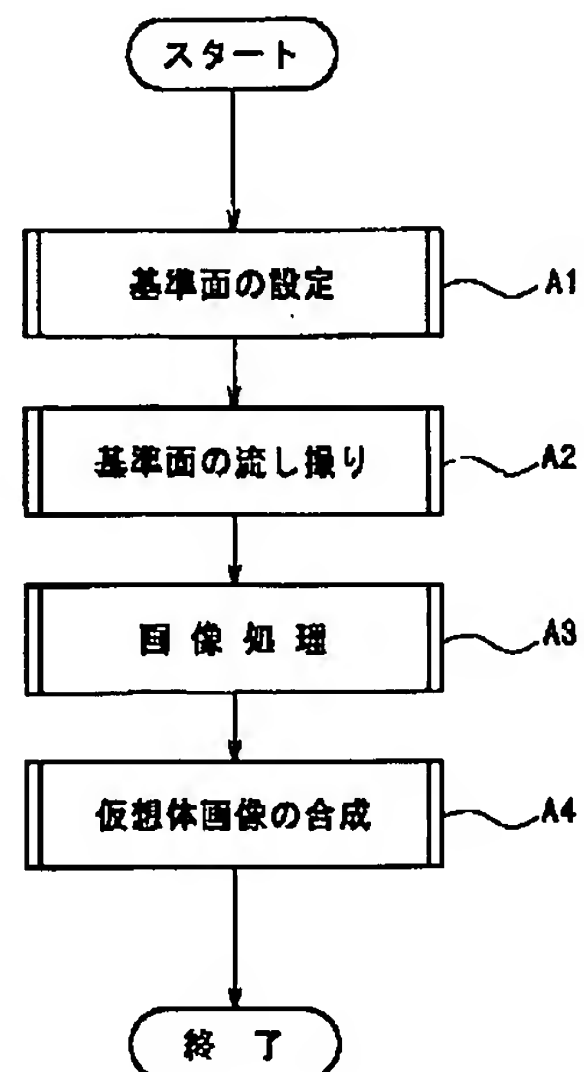 スタート
基準面の設定
A1
基準面の流し撮り
A2
画像処理
A3
仮想体画像の合成
A4
終了